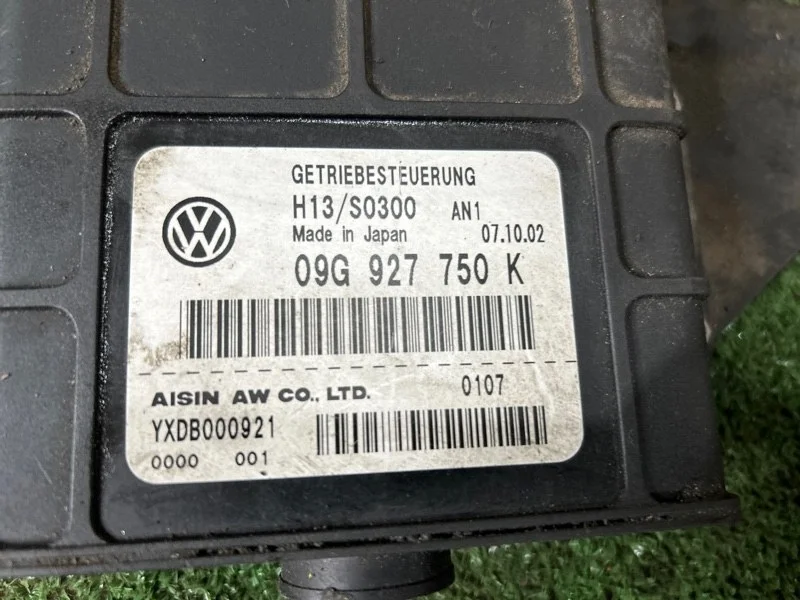 GETRIEBESTEUERUNG
H13/S0300 AN1
Made in Japan 07.10.02
09G 927 750 K
AISIN AW CO., LTD. 0107
YXDB000921
0000 001